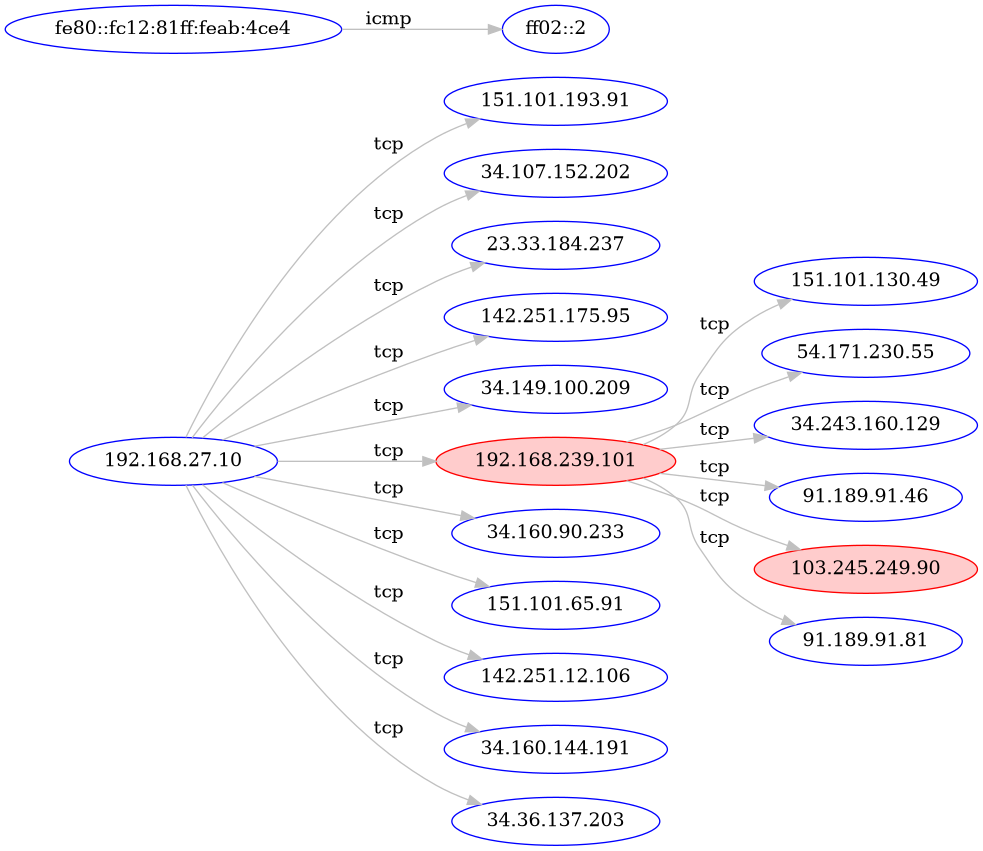 fe80::fc12:81ff:feab:4ce4
icmp
ff02::2
151.101.193.91
tcp
34.107.152.202
tcp
23.33.184.237
tcp
142.251.175.95
tcp
34.149.100.209
tcp
192.168.27.10
tcp
192.168.239.101
tcp
34.160.90.233
tcp
151.101.65.91
tcp
142.251.12.106
tcp
34.160.144.191
tcp
34.36.137.203
tcp
151.101.130.49
tcp
54.171.230.55
tcp
34.243.160.129
tcp
91.189.91.46
tcp
103.245.249.90
tcp
91.189.91.81